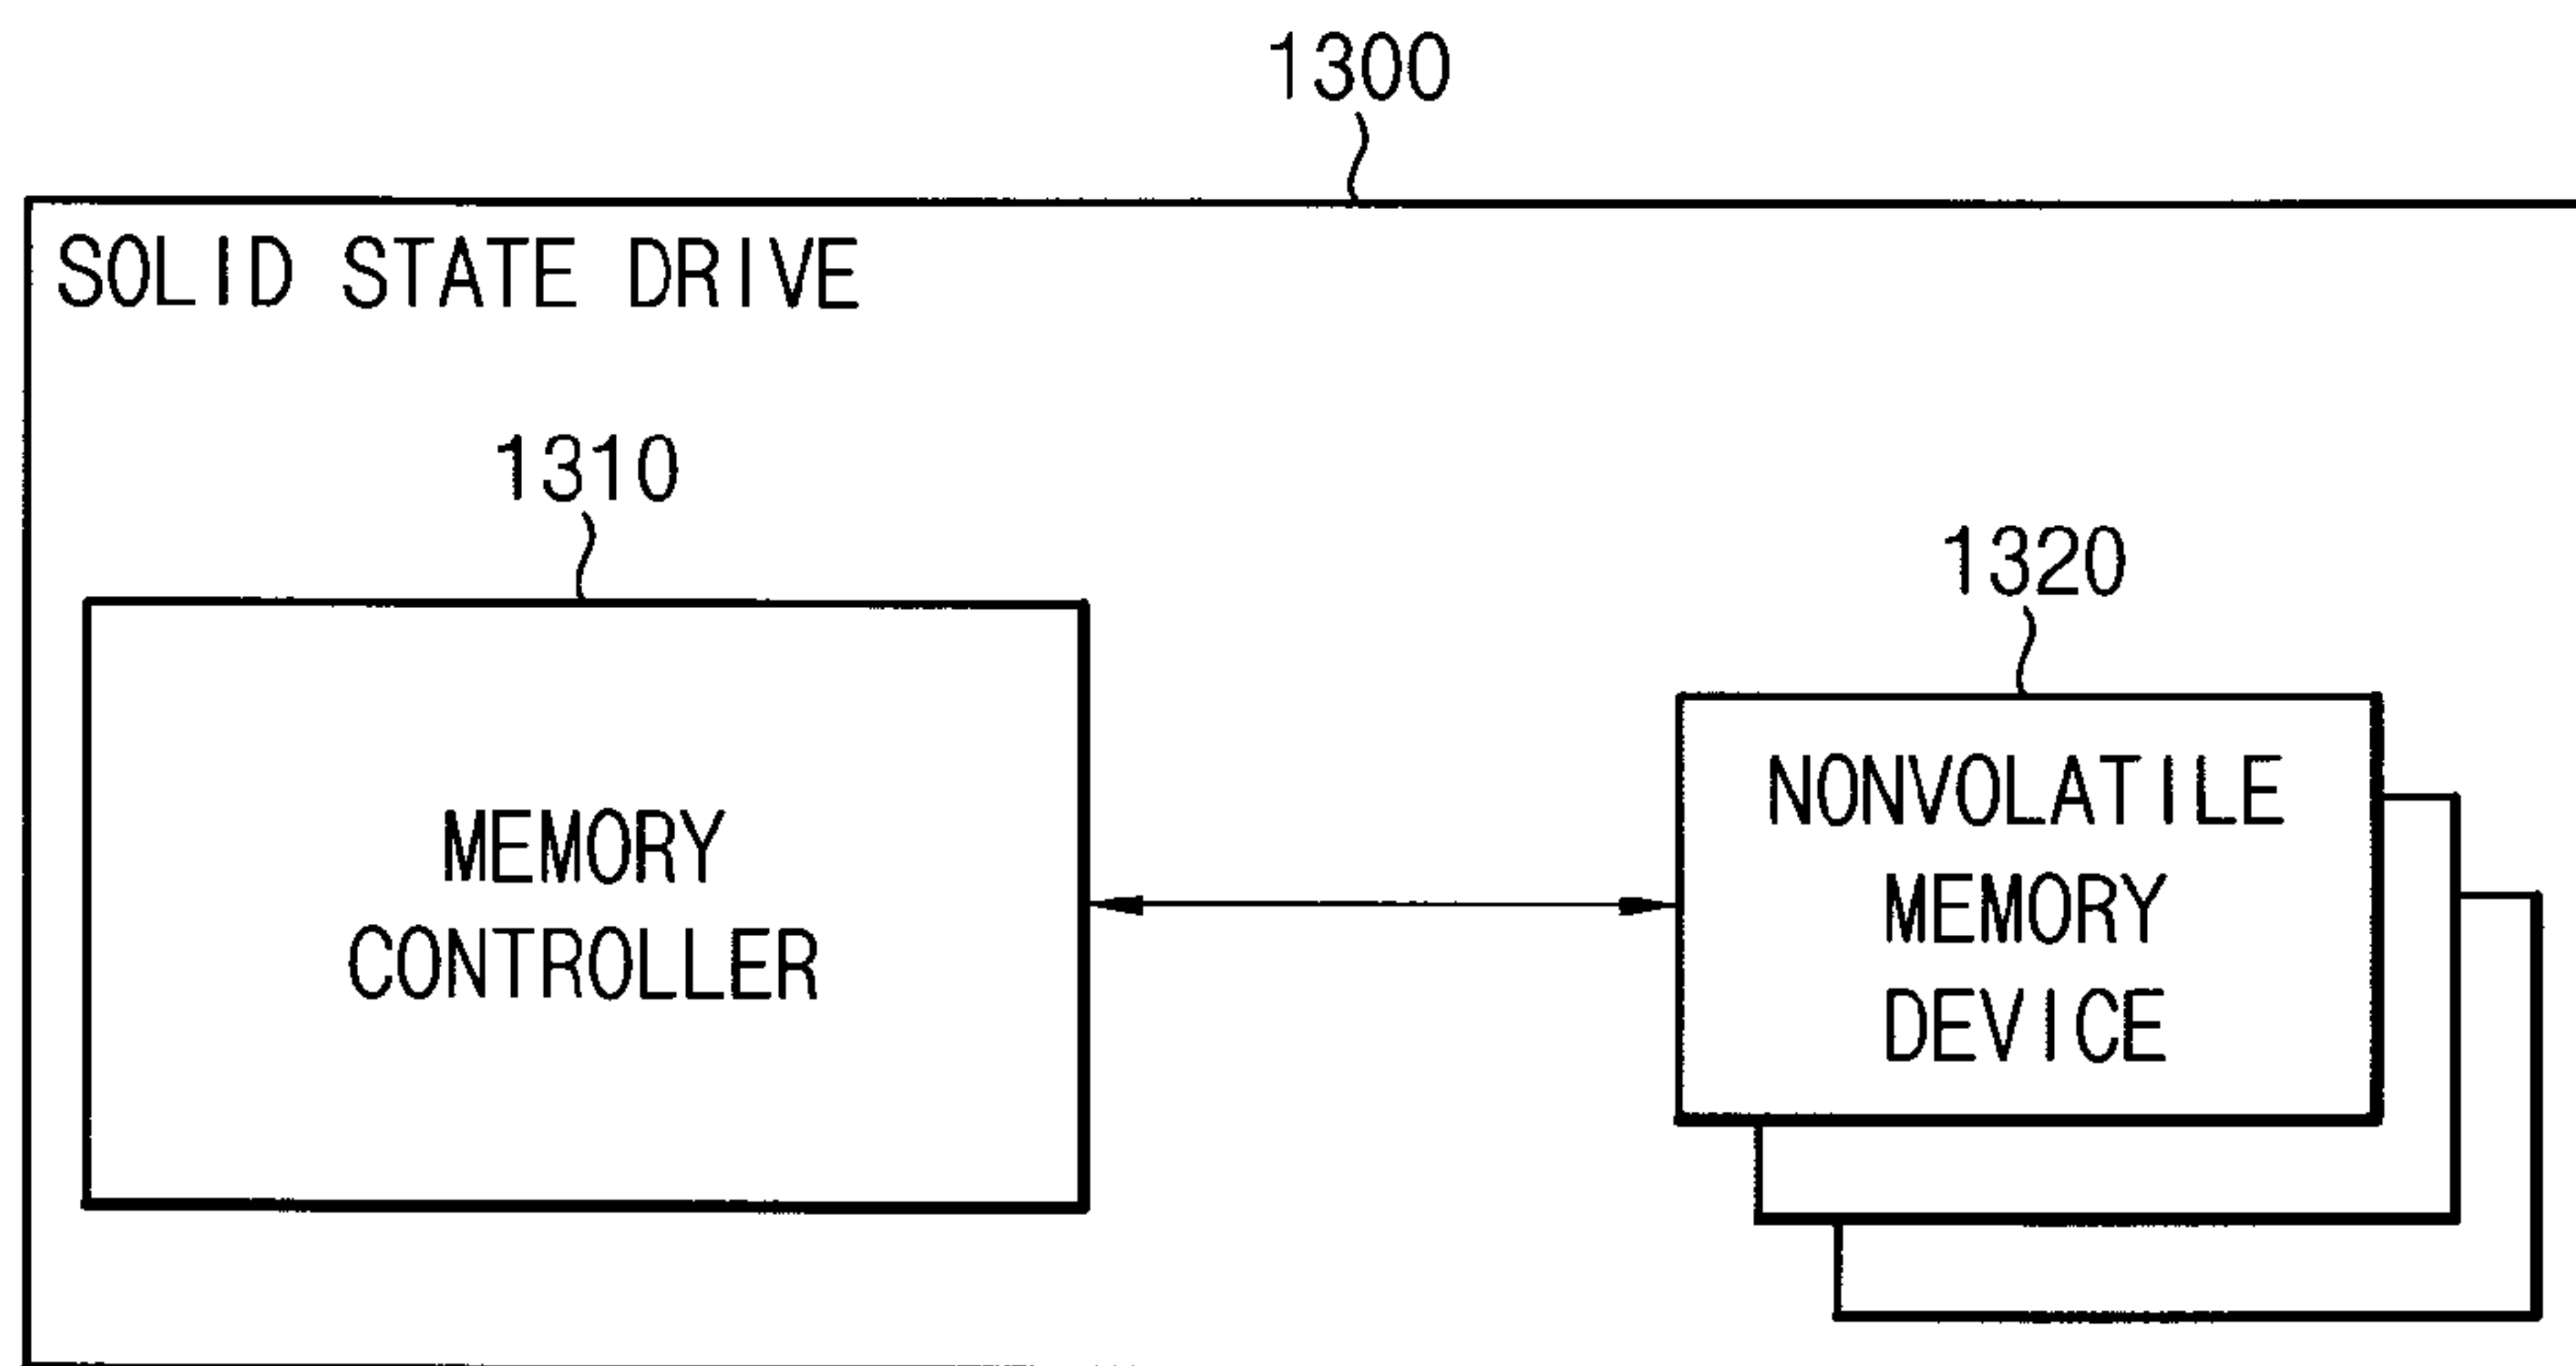 1300
SOLID STATE DRIVE
1310
1320
MEMORY
CONTROLLER
NONVOLATILE
MEMORY
DEVICE